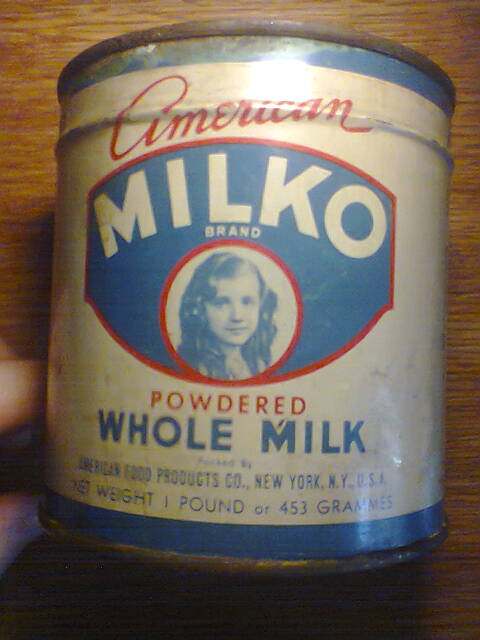 American
MILKO
BRAND
POWDERED
WHOLE MILK
Packed By
AMERICAN FOOD PRODUCTS CO., NEW YORK, N.Y., U.S.A.
NET WEIGHT 1 POUND or 453 GRAMMES